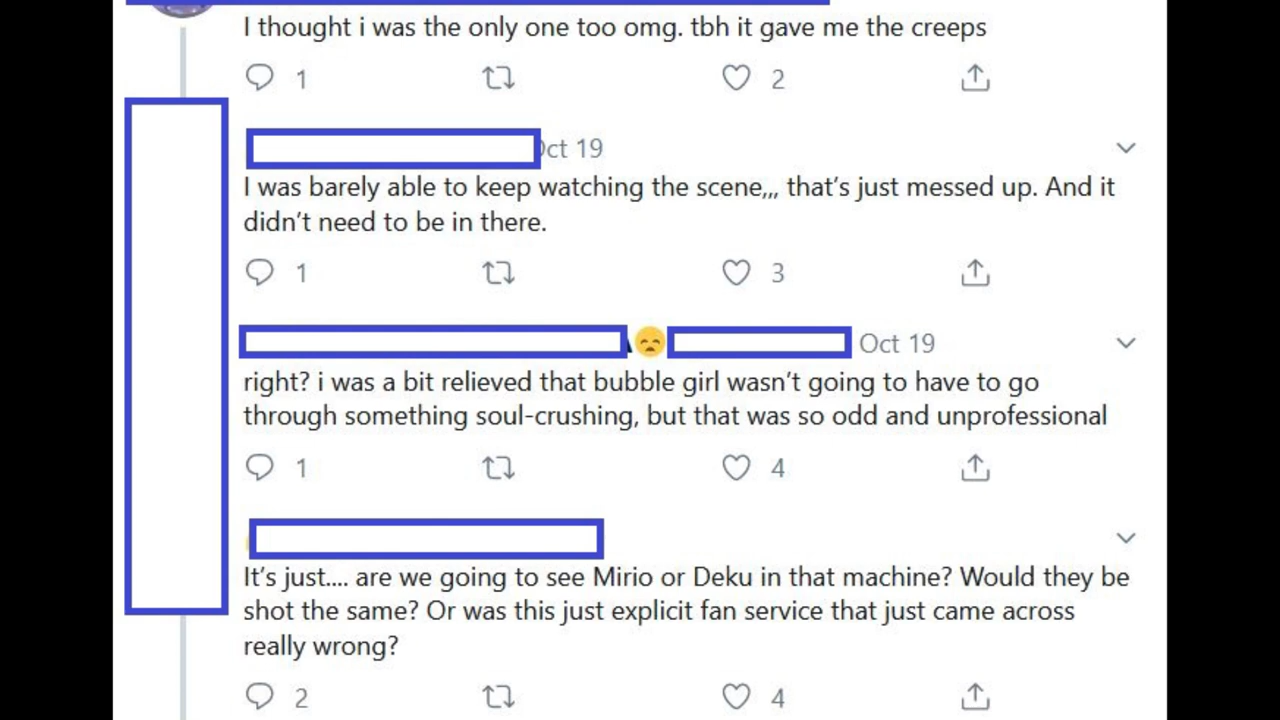 I thought i was the only one too omg. tbh it gave me the creeps
1
2
Oct 19
I was barely able to keep watching the scene,,, that's just messed up. And it
didn't need to be in there.
1
3
Oct 19
right? i was a bit relieved that bubble girl wasn't going to have to go
through something soul-crushing, but that was so odd and unprofessional
1
4
It's just.... are we going to see Mirio or Deku in that machine? Would they be
shot the same? Or was this just explicit fan service that just came across
really wrong?
2
4